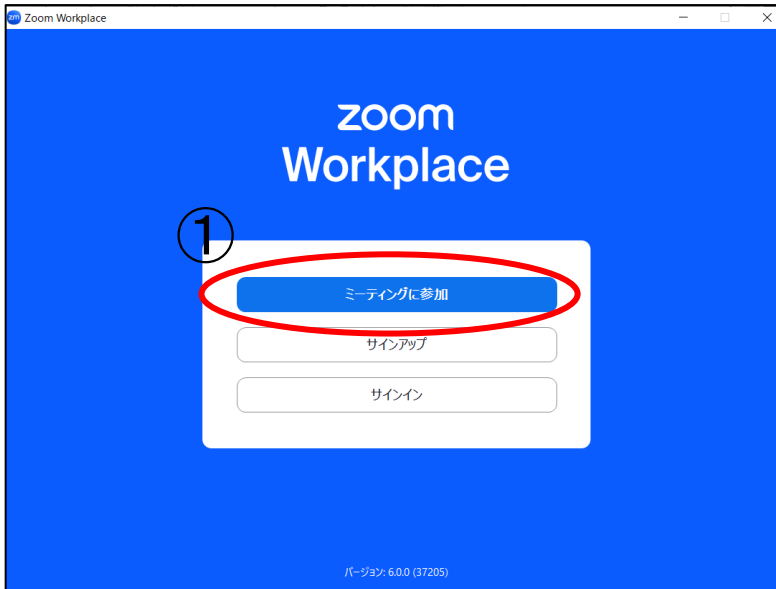 zm Zoom Workplace
zoom
Workplace
①
ミーティングに参加
サインアップ
サインイン
バージョン: 6.0.0 (37205)